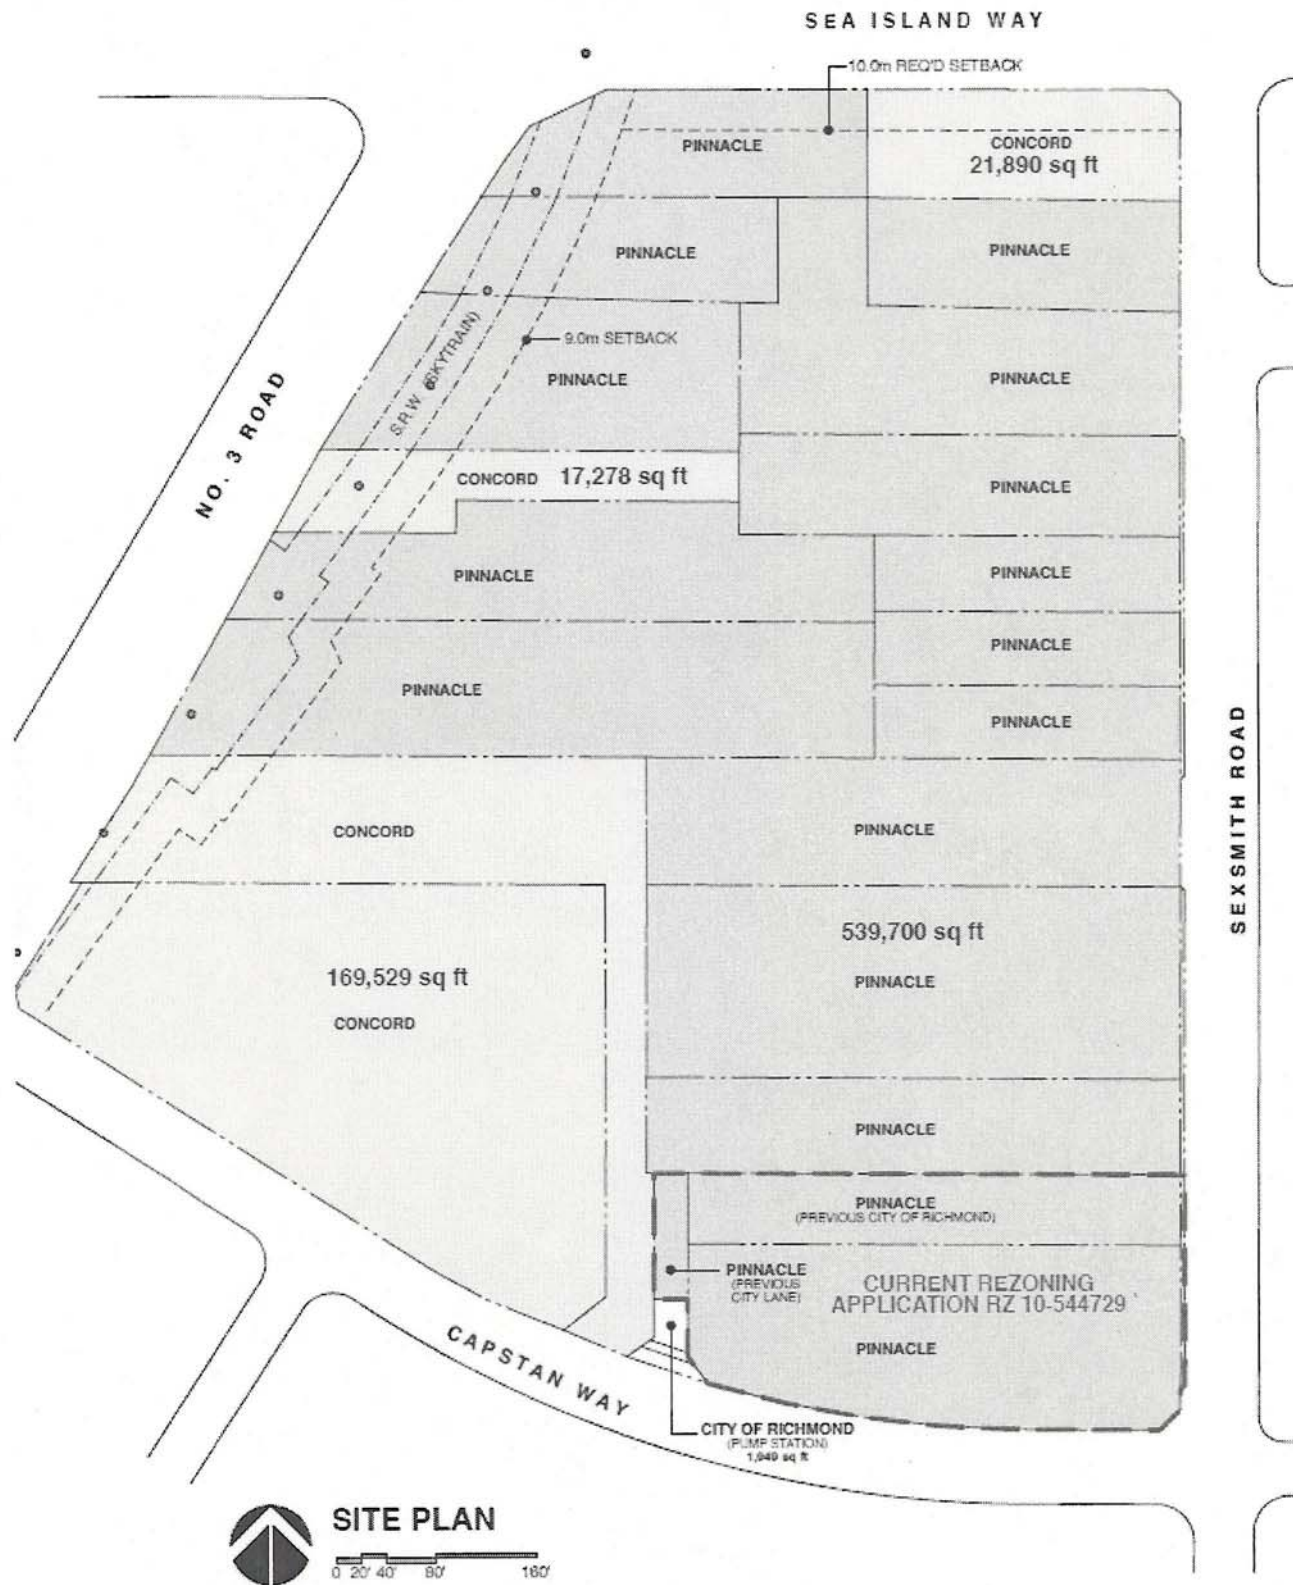 SEA ISLAND WAY
10.0m REQ'D SETBACK
PINNACLE
CONCORD
21,890 sq ft
PINNACLE
PINNACLE
S.R.W. (SKYTRAIN)
9.0m SETBACK
PINNACLE
PINNACLE
NO. 3 ROAD
CONCORD 17,278 sq ft
PINNACLE
PINNACLE
PINNACLE
PINNACLE
PINNACLE
PINNACLE
SEXSMITH ROAD
CONCORD
PINNACLE
539,700 sq ft
PINNACLE
169,529 sq ft
CONCORD
PINNACLE
PINNACLE
(PREVIOUS CITY OF RICHMOND)
PINNACLE
(PREVIOUS
CITY LANE)
CURRENT REZONING
APPLICATION RZ 10-544729
PINNACLE
CAPSTAN WAY
CITY OF RICHMOND
(PUMP STATION)
1,949 sq ft
SITE PLAN
0 20' 40' 80' 160'